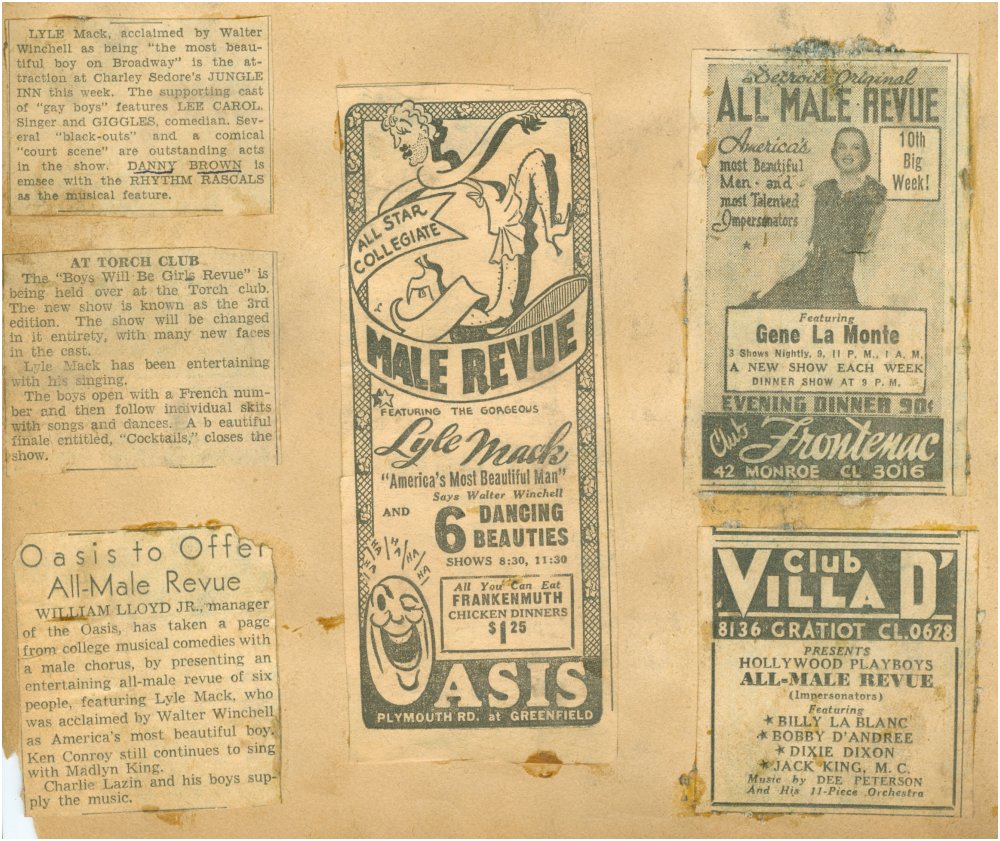 LYLE Mack, acclaimed by Walter
Winchell as being "the most beau-
tiful boy on Broadway" is the at-
traction at Charley Sedore's JUNGLE
INN this week. The supporting cast
of "gay boys" features LEE CAROL.
Singer and GIGGLES, comedian. Sev-
eral "black-outs" and a comical
"court scene" are outstanding acts
in the show. DANNY BROWN is
emsee with the RHYTHM RASCALS
as the musical feature.
AT TORCH CLUB
The "Boys Will Be Girls Revue" is
being held over at the Torch club.
The new show is known as the 3rd
edition. The show will be changed
in it entirety, with many new faces
in the cast.
Lyle Mack has been entertaining
with his singing.
The boys open with a French num-
ber and then follow individual skits
with songs and dances. A b eautiful
finale entitled, "Cocktails," closes the
show.
Oasis to Offer
All-Male Revue
WILLIAM LLOYD JR., manager
of the Oasis, has taken a page
from college musical comedies with
a male chorus, by presenting an
entertaining all-male revue of six
people, featuring Lyle Mack, who
was acclaimed by Walter Winchell
as America's most beautiful boy.
Ken Conroy still continues to sing
with Madlyn King.
Charlie Lazin and his boys sup-
ply the music.
ALL STAR
COLLEGIATE
MALE REVUE
FEATURING THE GORGEOUS
Lyle Mack
"America's Most Beautiful Man"
Says Walter Winchell
AND
6 DANCING
BEAUTIES
SHOWS 8:30, 11:30
HA HA HA HA HA
All You Can Eat
FRANKENMUTH
CHICKEN DINNERS
$1 25
OASIS
PLYMOUTH RD. at GREENFIELD
Detroit's Original
ALL MALE REVUE
America's
most Beautiful
Men - and
most Talented
Impersonators
10th
Big
Week!
Featuring
Gene La Monte
3 Shows Nightly, 9, 11 P. M., 1 A. M.
A NEW SHOW EACH WEEK
DINNER SHOW AT 9 P. M.
EVENING DINNER 90¢
Club Frontenac
42 MONROE CL 3016
Club
VILLA D'
8136 GRATIOT CL. 0628
PRESENTS
HOLLYWOOD PLAYBOYS
ALL-MALE REVUE
(Impersonators)
Featuring
★ BILLY LA BLANC
★ BOBBY D'ANDREE
★ DIXIE DIXON
★ JACK KING, M. C.
Music by DEE PETERSON
And His 11-Piece Orchestra